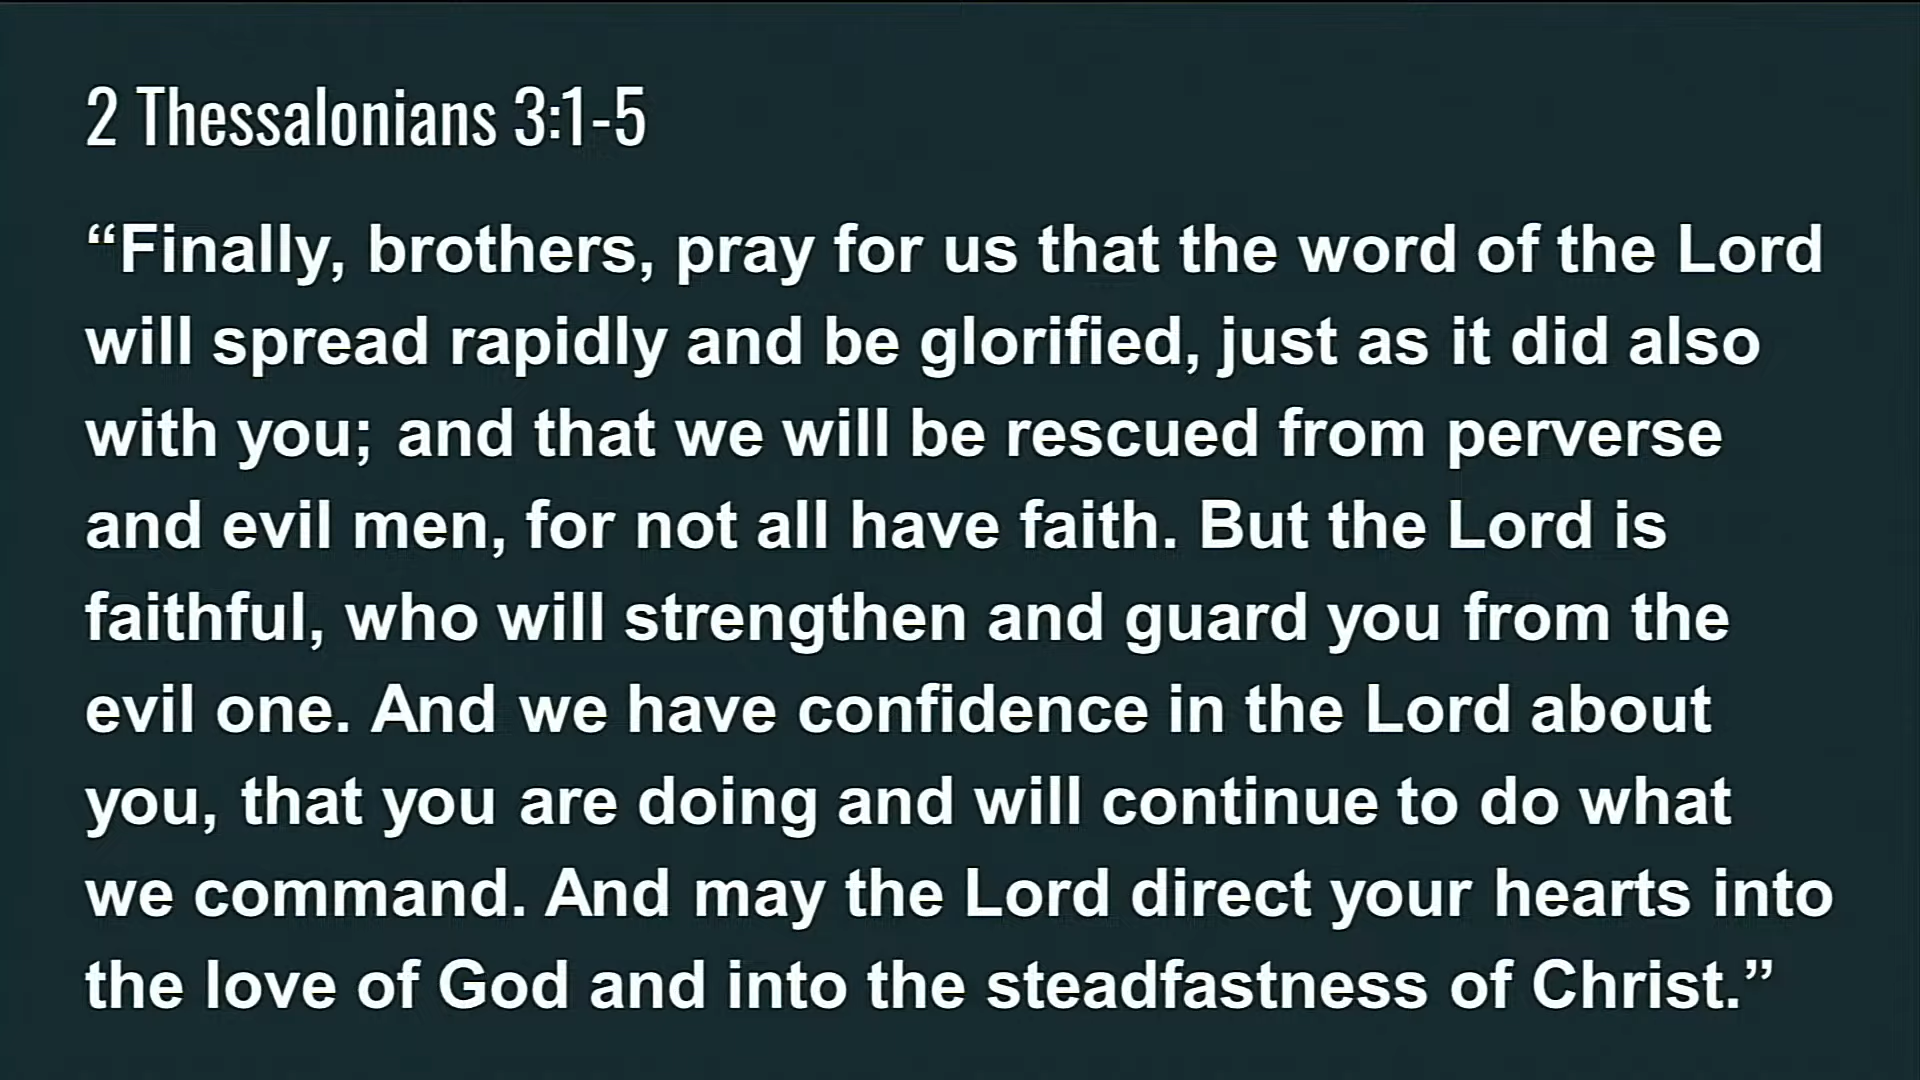 2 Thessalonians 3:1-5
“Finally, brothers, pray for us that the word of the Lord
will spread rapidly and be glorified, just as it did also
with you; and that we will be rescued from perverse
and evil men, for not all have faith. But the Lord is
faithful, who will strengthen and guard you from the
evil one. And we have confidence in the Lord about
you, that you are doing and will continue to do what
we command. And may the Lord direct your hearts into
the love of God and into the steadfastness of Christ.”